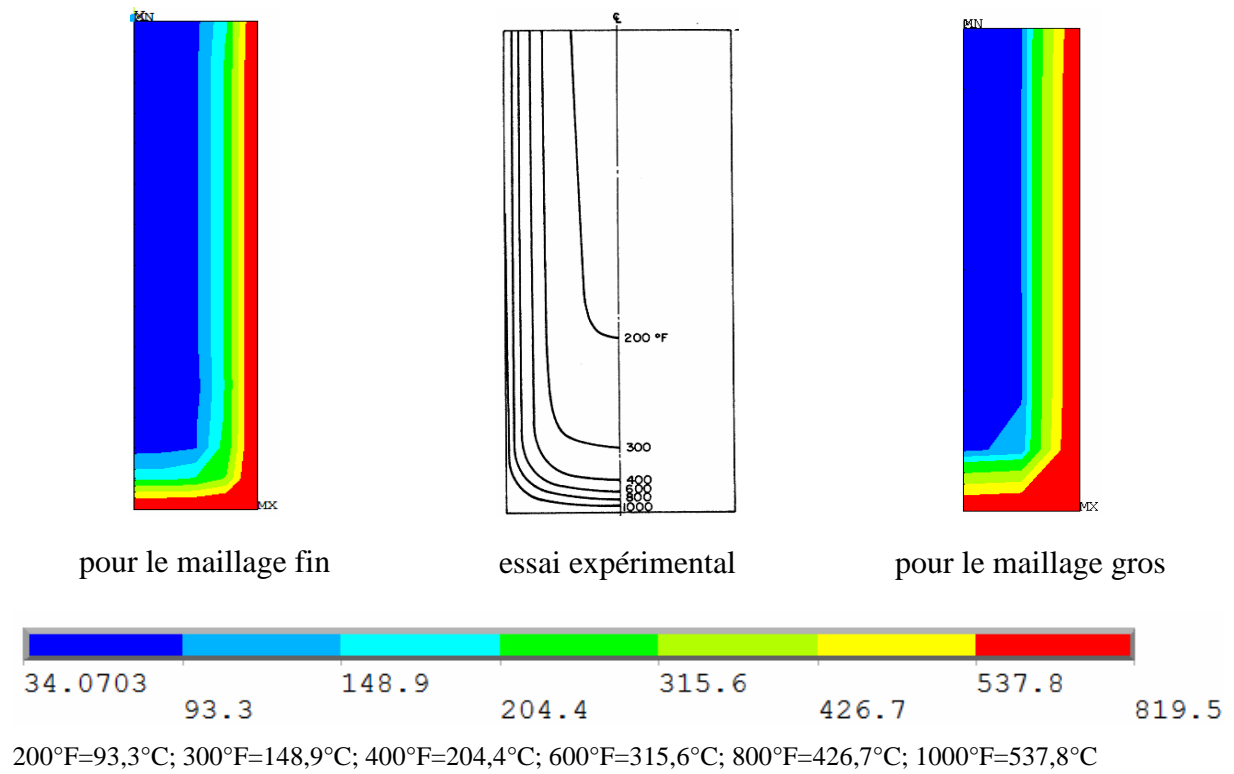 MN
℄
MN
200 °F
300
400
600
800
1000
MX
MX
pour le maillage fin
essai expérimental
pour le maillage gros
34.0703
148.9
315.6
537.8
93.3
204.4
426.7
819.5
200°F=93,3°C; 300°F=148,9°C; 400°F=204,4°C; 600°F=315,6°C; 800°F=426,7°C; 1000°F=537,8°C